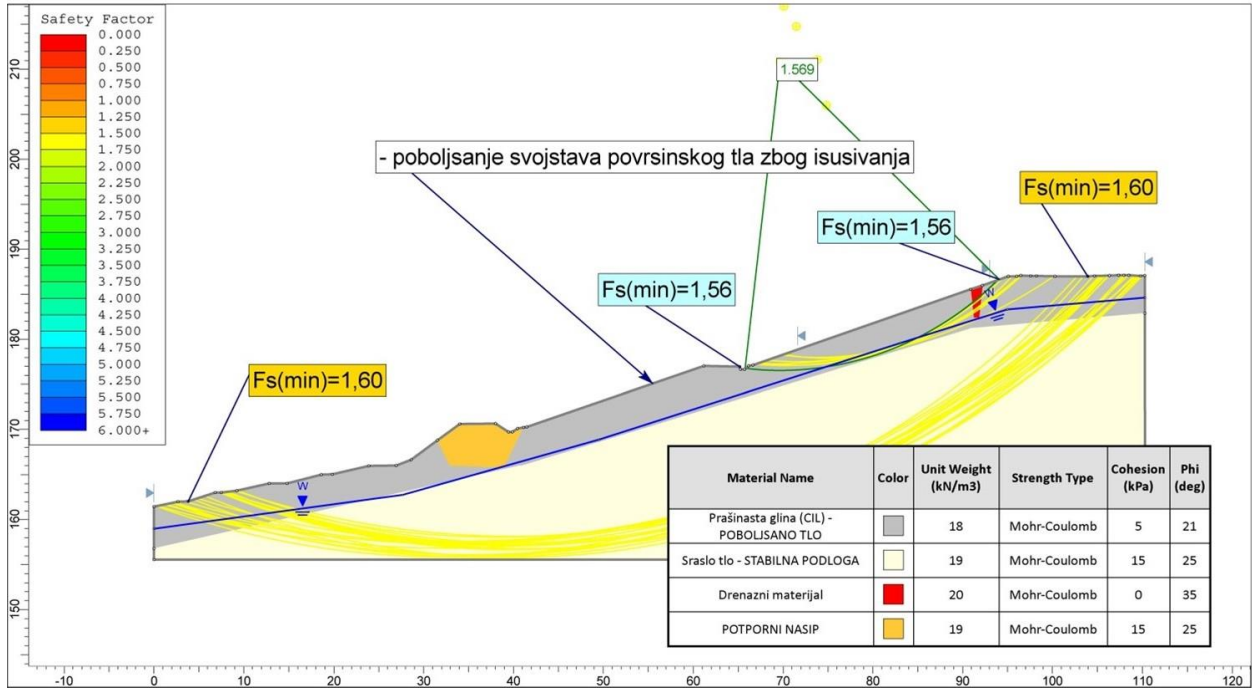 Safety Factor
0.000
0.250
0.500
0.750
1.000
1.250
1.500
1.750
2.000
2.250
2.500
2.750
3.000
3.250
3.500
3.750
4.000
4.250
4.500
4.750
5.000
5.250
5.500
5.750
6.000+
210
200
190
180
170
160
150
1.569
- poboljsanje svojstava povrsinskog tla zbog isusivanja
Fs(min)=1,60
Fs(min)=1,56
Fs(min)=1,56
Fs(min)=1,60
W
W
Material Name Color Unit Weight (kN/m3) Strength Type Cohesion (kPa) Phi (deg)
Prašinasta glina (CIL) -
POBOLJSANO TLO 18 Mohr-Coulomb 5 21
Sraslo tlo - STABILNA PODLOGA 19 Mohr-Coulomb 15 25
Drenazni materijal 20 Mohr-Coulomb 0 35
POTPORNI NASIP 19 Mohr-Coulomb 15 25
-10 0 10 20 30 40 50 60 70 80 90 100 110 120